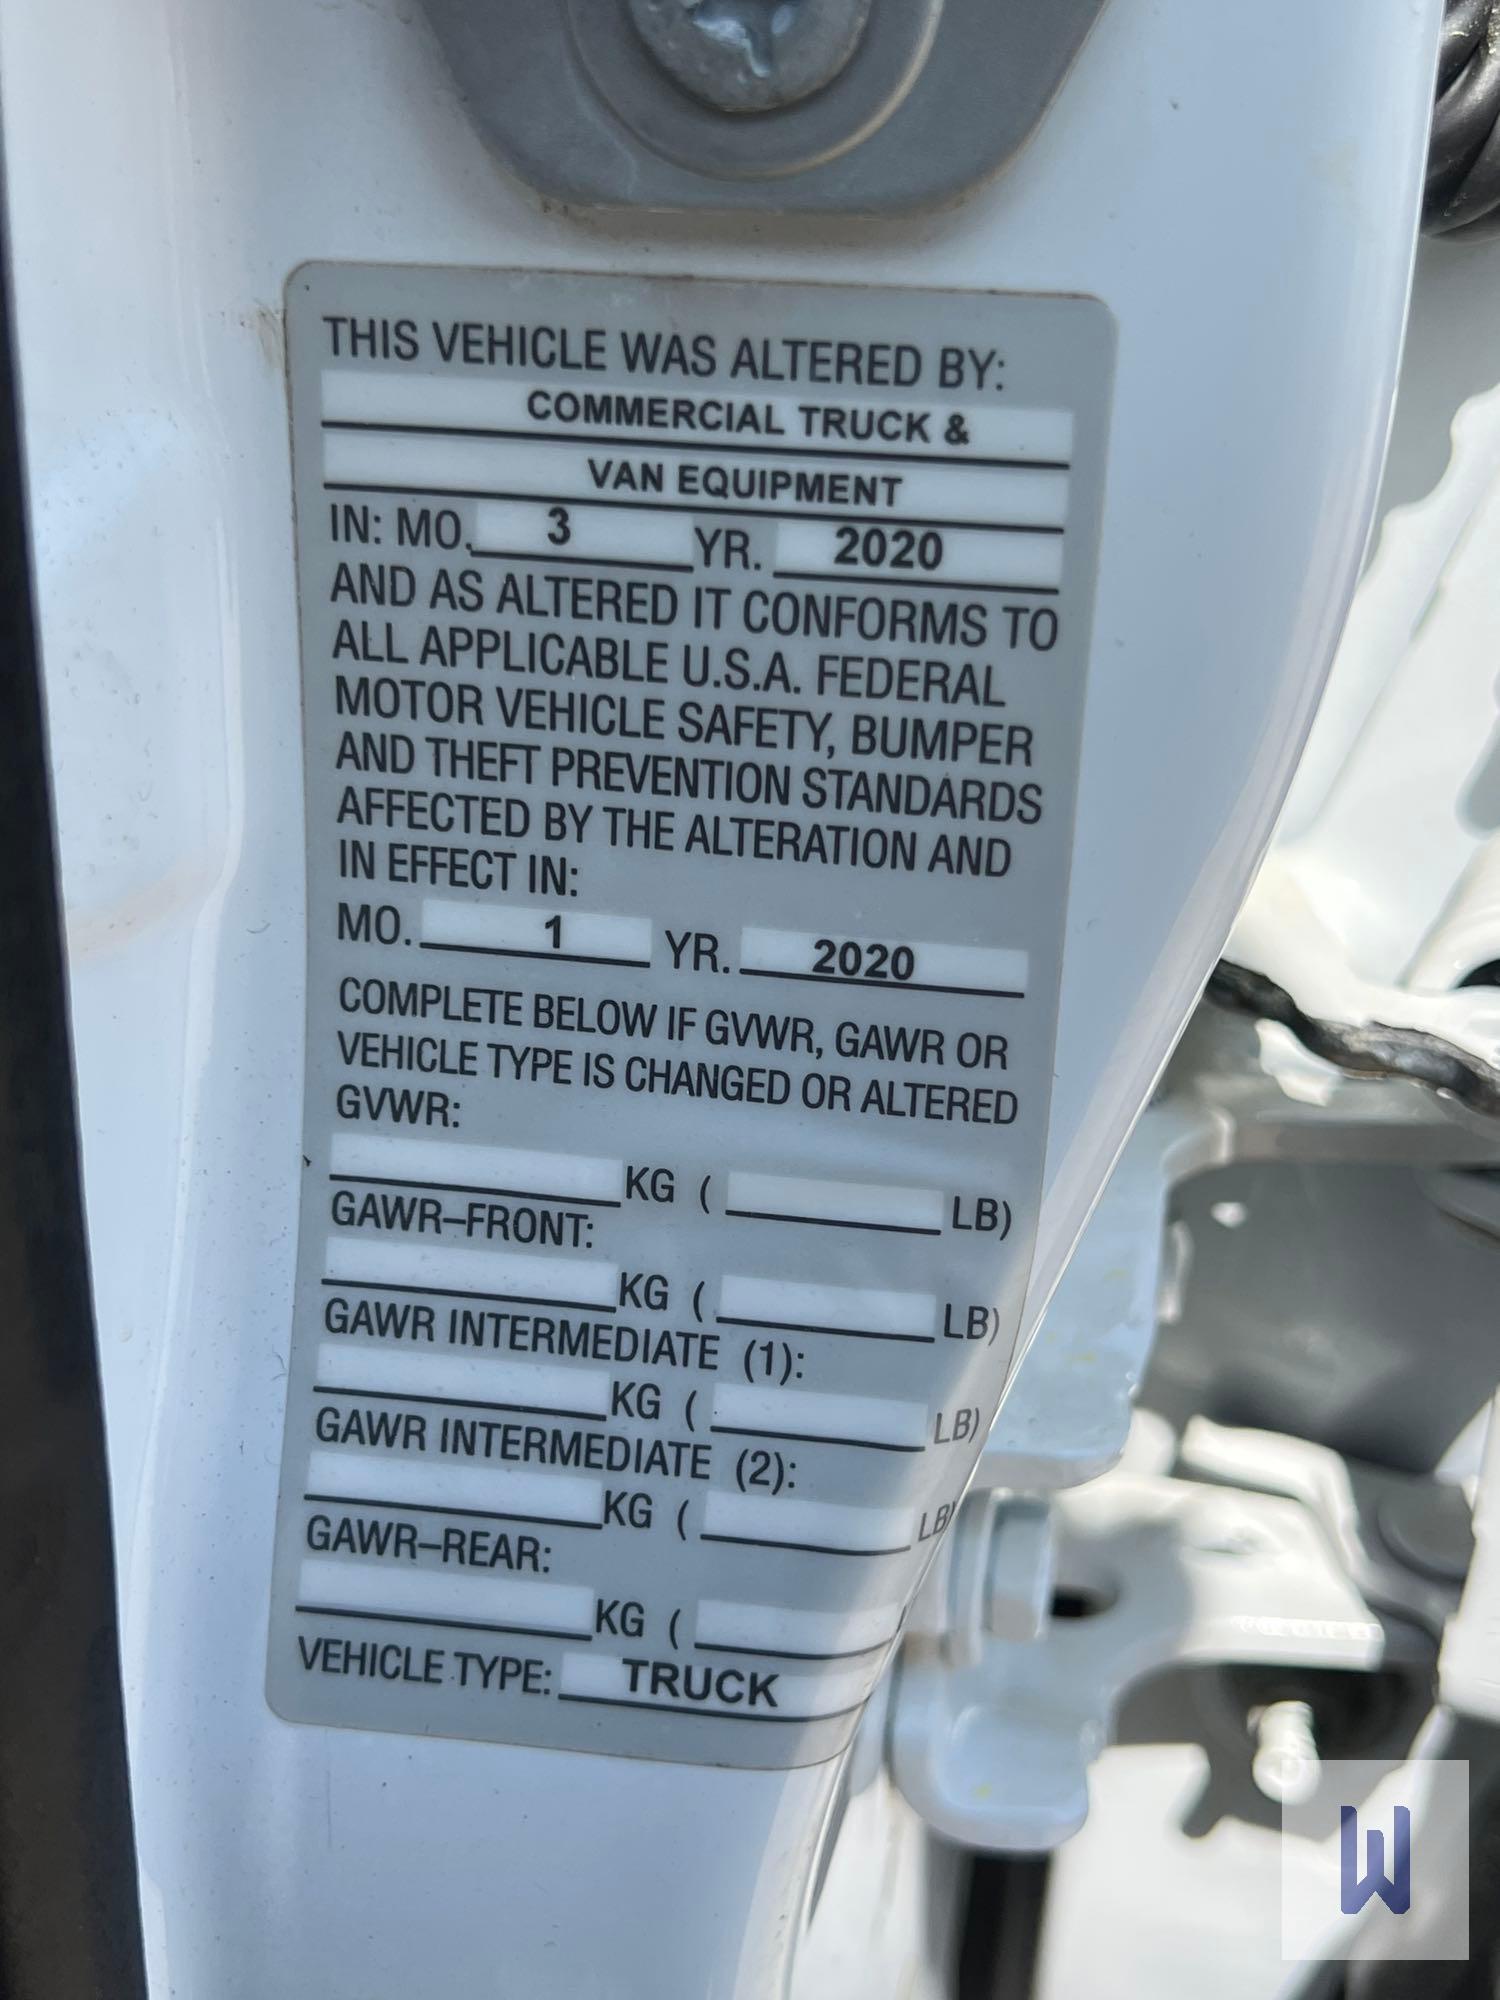 THIS VEHICLE WAS ALTERED BY:
COMMERCIAL TRUCK &
VAN EQUIPMENT
IN: MO. 3 YR. 2020
AND AS ALTERED IT CONFORMS TO
ALL APPLICABLE U.S.A. FEDERAL
MOTOR VEHICLE SAFETY, BUMPER
AND THEFT PREVENTION STANDARDS
AFFECTED BY THE ALTERATION AND
IN EFFECT IN:
MO. 1 YR. 2020
COMPLETE BELOW IF GVWR, GAWR OR
VEHICLE TYPE IS CHANGED OR ALTERED
GVWR:
KG ( LB)
GAWR–FRONT:
KG ( LB)
GAWR INTERMEDIATE (1):
KG ( LB)
GAWR INTERMEDIATE (2):
KG ( LB)
GAWR–REAR:
KG (
VEHICLE TYPE: TRUCK
W